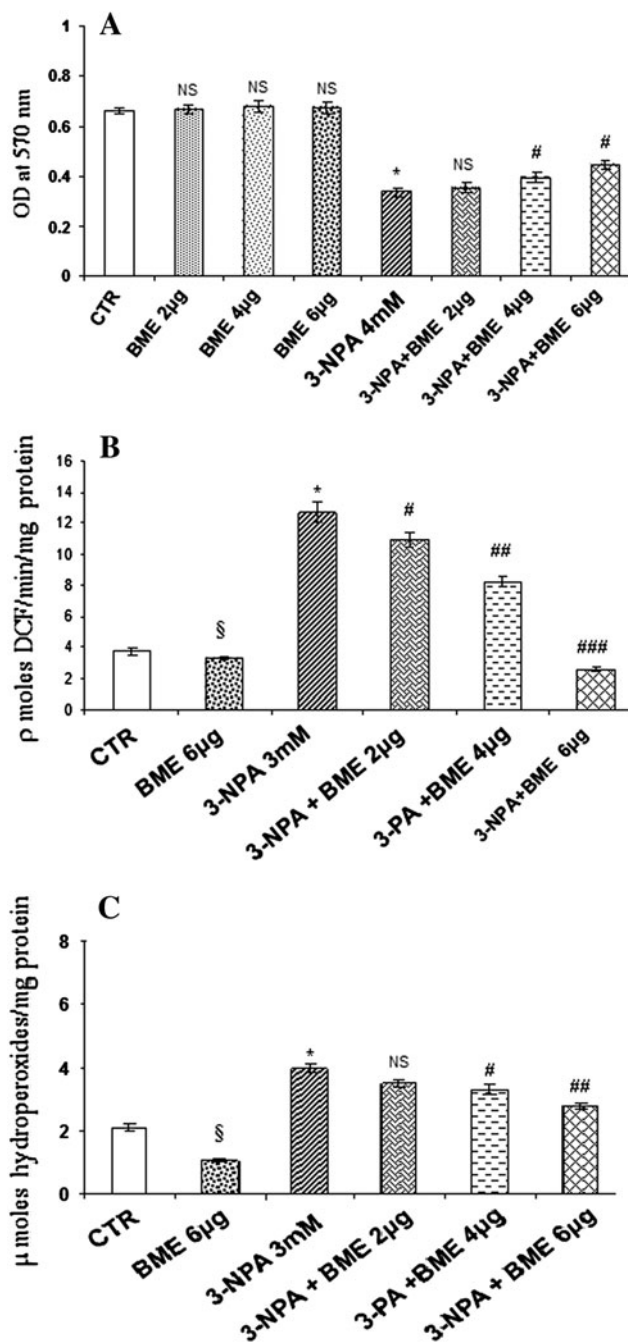 A
OD at 570 nm
1
0.8
0.6
0.4
0.2
0
NS
NS
NS
*
NS
#
#
CTR
BME 2µg
BME 4µg
BME 6µg
3-NPA 4mM
3-NPA+BME 2µg
3-NPA+BME 4µg
3-NPA+BME 6µg
B
ρ moles DCF/min/mg protein
16
14
12
10
8
6
4
2
0
§
*
#
##
###
CTR
BME 6µg
3-NPA 3mM
3-NPA + BME 2µg
3-PA +BME 4µg
3-NPA+BME 6µg
C
µ moles hydroperoxides/mg protein
8
6
4
2
0
§
*
NS
#
##
CTR
BME 6µg
3-NPA 3mM
3-NPA + BME 2µg
3-PA +BME 4µg
3-NPA + BME 6µg